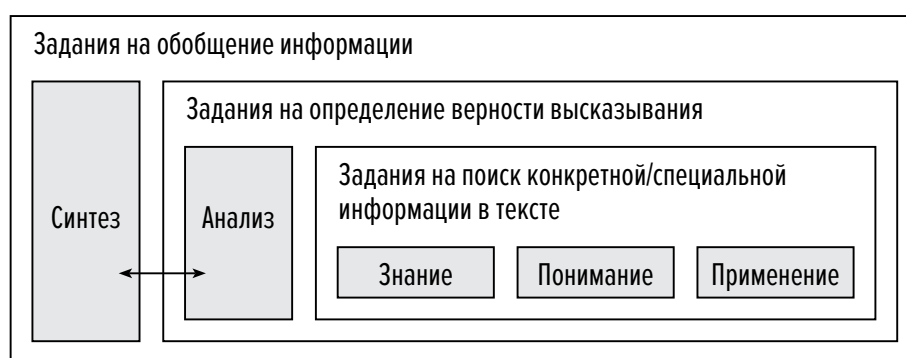 Задания на обобщение информации
Задания на определение верности высказывания
Задания на поиск конкретной/специальной
информации в тексте
Синтез
Анализ
Знание
Понимание
Применение